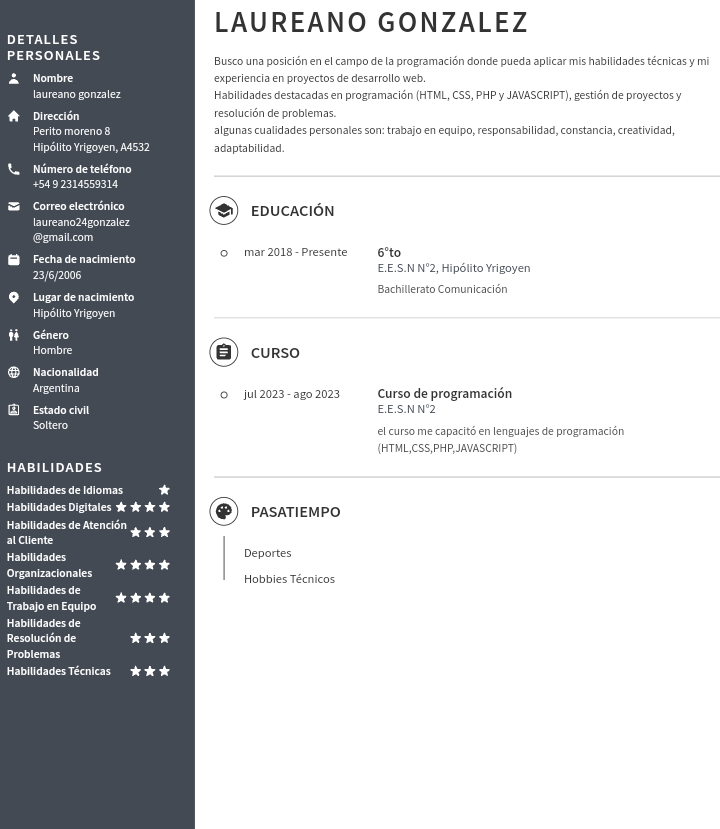 DETALLES
PERSONALES
Nombre
laureano gonzalez
Dirección
Perito moreno 8
Hipólito Yrigoyen, A4532
Número de teléfono
+54 9 2314559314
Correo electrónico
laureano24gonzalez
@gmail.com
Fecha de nacimiento
23/6/2006
Lugar de nacimiento
Hipólito Yrigoyen
Género
Hombre
Nacionalidad
Argentina
Estado civil
Soltero
HABILIDADES
Habilidades de Idiomas
Habilidades Digitales
Habilidades de Atención
al Cliente
Habilidades
Organizacionales
Habilidades de
Trabajo en Equipo
Habilidades de
Resolución de
Problemas
Habilidades Técnicas
LAUREANO GONZALEZ
Busco una posición en el campo de la programación donde pueda aplicar mis habilidades técnicas y mi
experiencia en proyectos de desarrollo web.
Habilidades destacadas en programación (HTML, CSS, PHP y JAVASCRIPT), gestión de proyectos y
resolución de problemas.
algunas cualidades personales son: trabajo en equipo, responsabilidad, constancia, creatividad,
adaptabilidad.
EDUCACIÓN
mar 2018 - Presente
6°to
E.E.S.N N°2, Hipólito Yrigoyen
Bachillerato Comunicación
CURSO
jul 2023 - ago 2023
Curso de programación
E.E.S.N N°2
el curso me capacitó en lenguajes de programación
(HTML,CSS,PHP,JAVASCRIPT)
PASATIEMPO
Deportes
Hobbies Técnicos